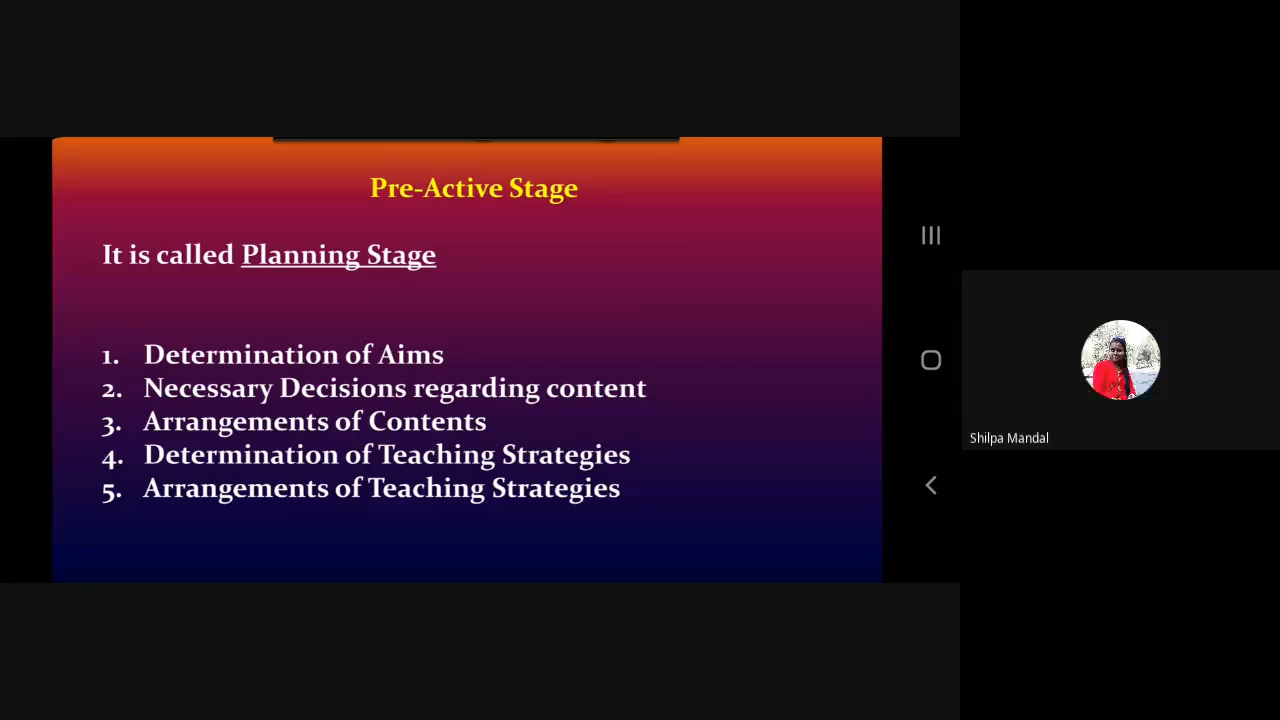 Pre-Active Stage
It is called Planning Stage
1. Determination of Aims
2. Necessary Decisions regarding content
3. Arrangements of Contents
4. Determination of Teaching Strategies
5. Arrangements of Teaching Strategies
Shilpa Mandal